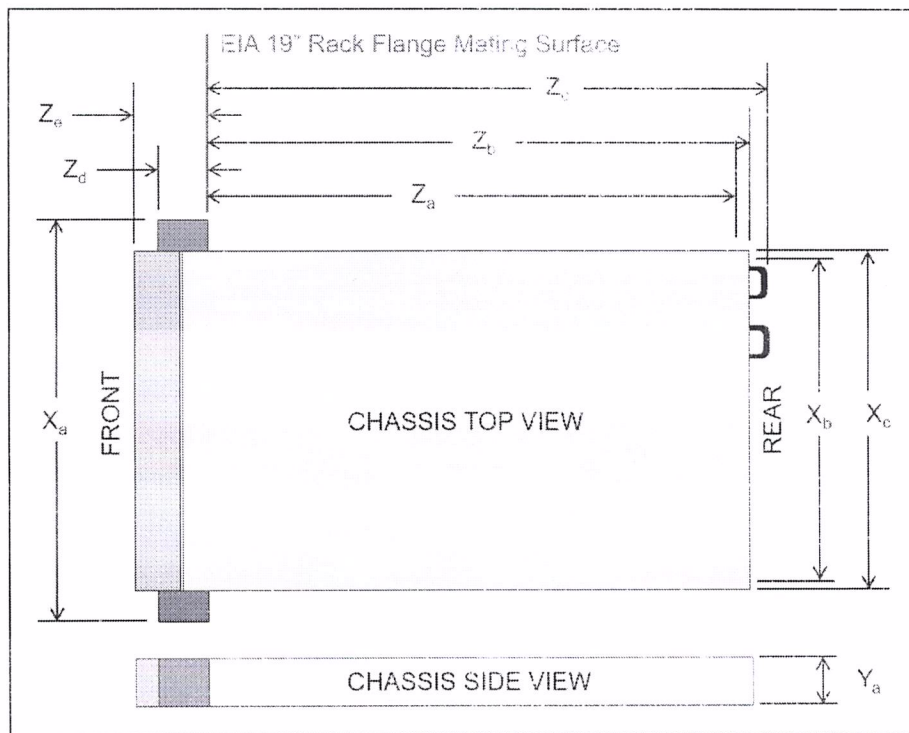 EIA 19" Rack Flange Mating Surface
Zc
Ze
Zb
Zd
Za
FRONT
Xa
CHASSIS TOP VIEW
REAR
Xb
Xc
CHASSIS SIDE VIEW
Ya